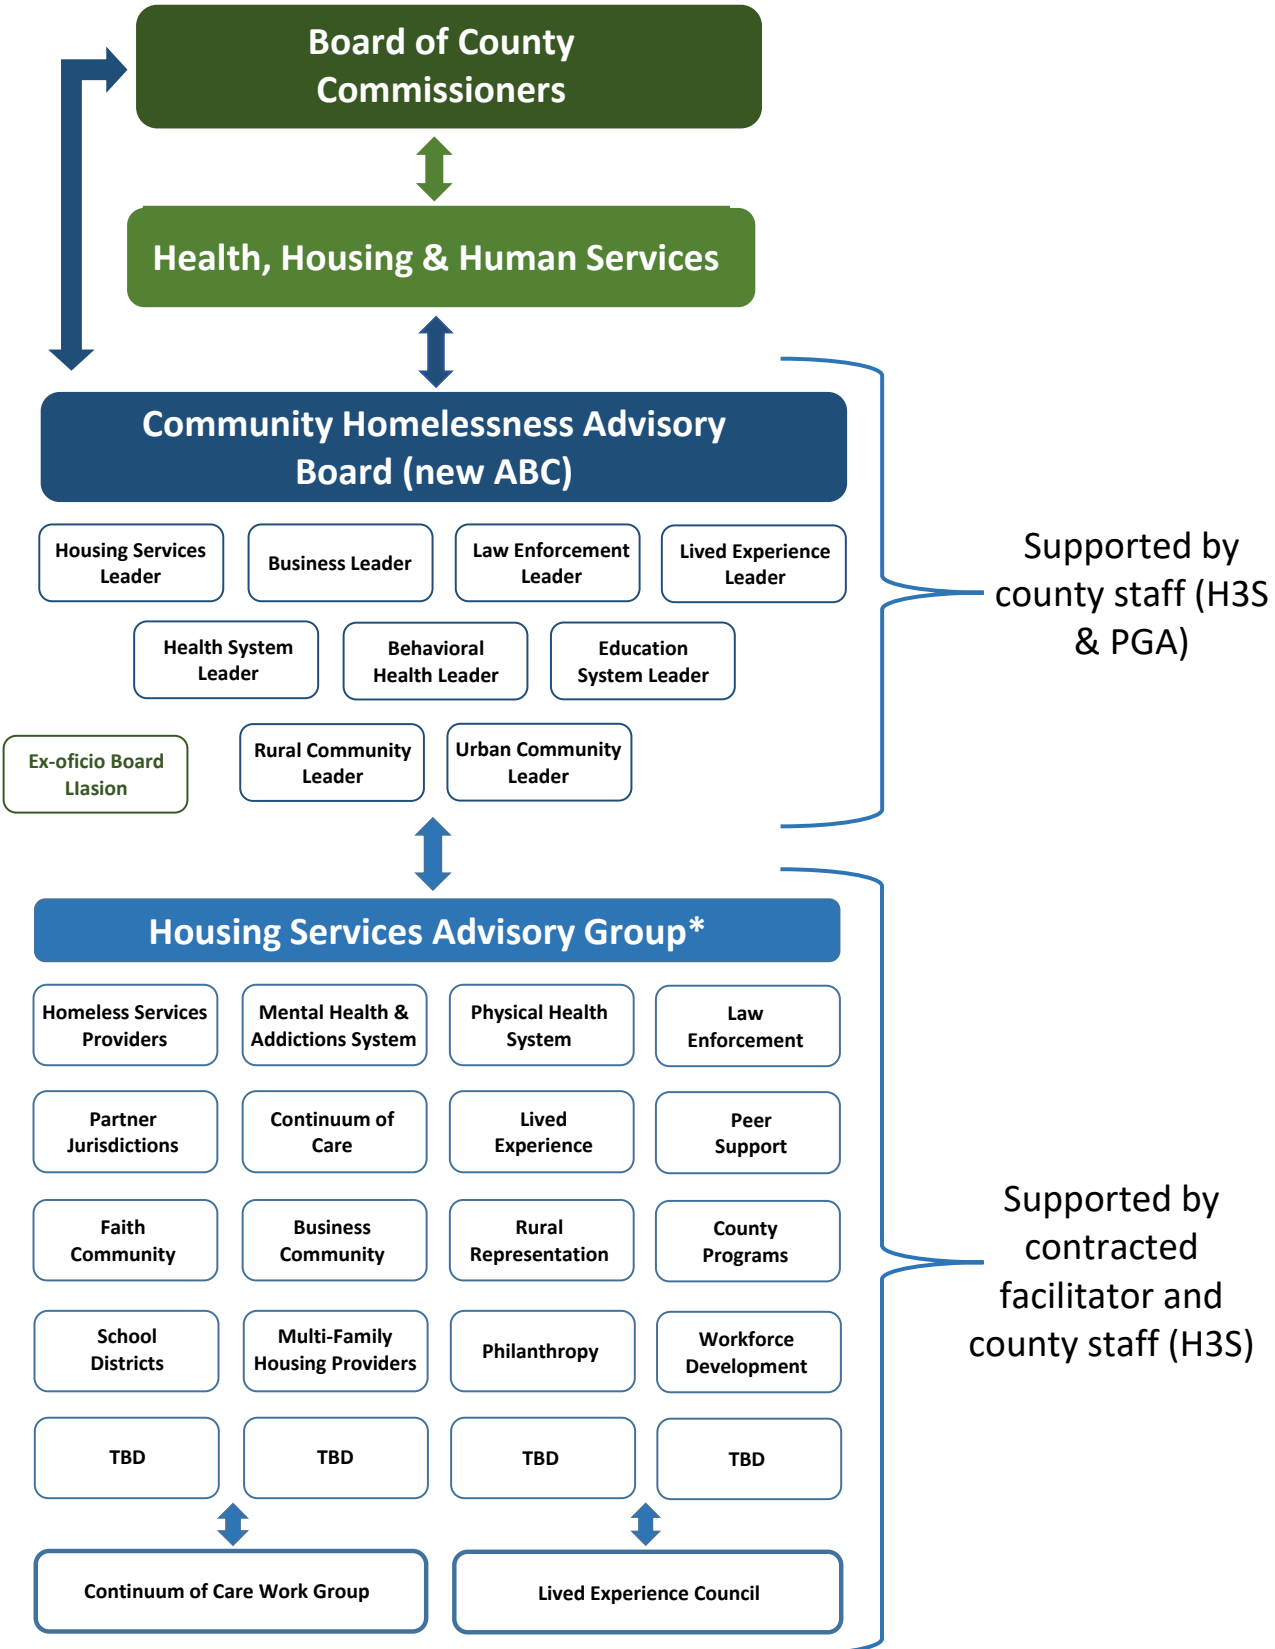 Board of County
Commissioners
Health, Housing & Human Services
Community Homelessness Advisory
Board (new ABC)
Housing Services
Leader
Business Leader
Law Enforcement
Leader
Lived Experience
Leader
Health System
Leader
Behavioral
Health Leader
Education
System Leader
Ex-oficio Board
LIasion
Rural Community
Leader
Urban Community
Leader
Supported by
county staff (H3S
& PGA)
Housing Services Advisory Group*
Homeless Services
Providers
Mental Health &
Addictions System
Physical Health
System
Law
Enforcement
Partner
Jurisdictions
Continuum of
Care
Lived
Experience
Peer
Support
Faith
Community
Business
Community
Rural
Representation
County
Programs
School
Districts
Multi-Family
Housing Providers
Philanthropy
Workforce
Development
TBD
TBD
TBD
TBD
Continuum of Care Work Group
Lived Experience Council
Supported by
contracted
facilitator and
county staff (H3S)